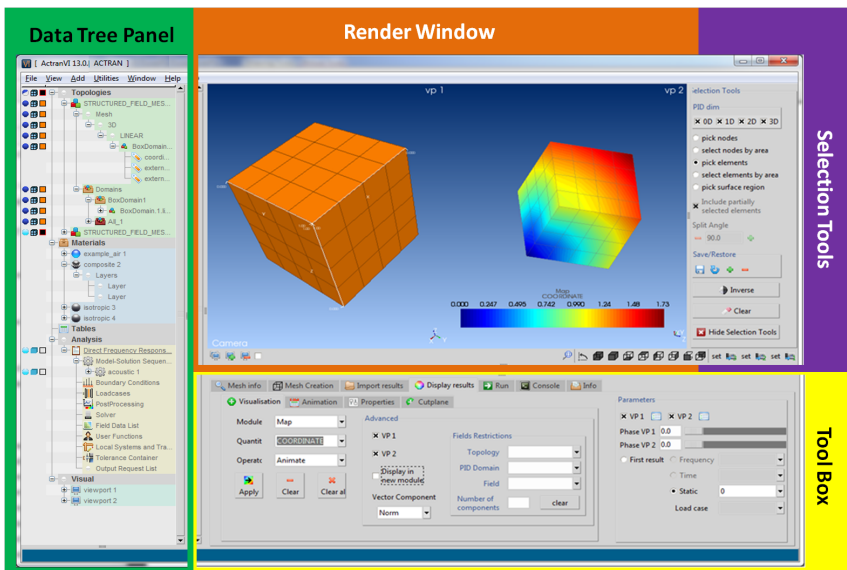 Data Tree Panel
Render Window
Selection Tools
Tool Box
[ ActranVI 13.0.| ACTRAN ]
File View Add Utilities Window Help
Topologies
STRUCTURED_FIELD_MES...
Mesh
3D
LINEAR
BoxDomain...
coordi...
extern...
extern...
Domains
BoxDomain1
BoxDomain.1.li...
All_1
STRUCTURED_FIELD_MES...
Materials
example_air 1
composite 2
Layers
Layer
Layer
isotropic 3
isotropic 4
Tables
Analysis
Direct Frequency Respons...
Model-Solution Sequen...
acoustic 1
Boundary Conditions
Loadcases
PostProcessing
Solver
Field Data List
User Functions
Local Systems and Tra...
Tolerance Container
Output Request List
Visual
viewport 1
viewport 2
vp 1
vp 2
Map
COORDINATE
0.000 0.247 0.495 0.742 0.990 1.24 1.48 1.73
Camera
election Tools
PID dim
0D 1D 2D 3D
pick nodes
select nodes by area
pick elements
select elements by area
pick surface region
Include partially
selected elements
Split Angle
90.0
Save/Restore
Inverse
Clear
Hide Selection Tools
set set set set
Mesh info Mesh Creation Import results Display results Run Console Info
Visualisation Animation Properties Cutplane
Module Map
Quantit COORDINATE
Operatc Animate
Apply Clear Clear al
Advanced
VP 1
VP 2
Display in
new module
Vector Component
Norm
Fields Restrictions
Topology
PID Domain
Field
Number of
components
clear
Parameters
VP 1 VP 2
Phase VP 1 0.0
Phase VP 2 0.0
First result Frequency
Time
Static 0
Load case